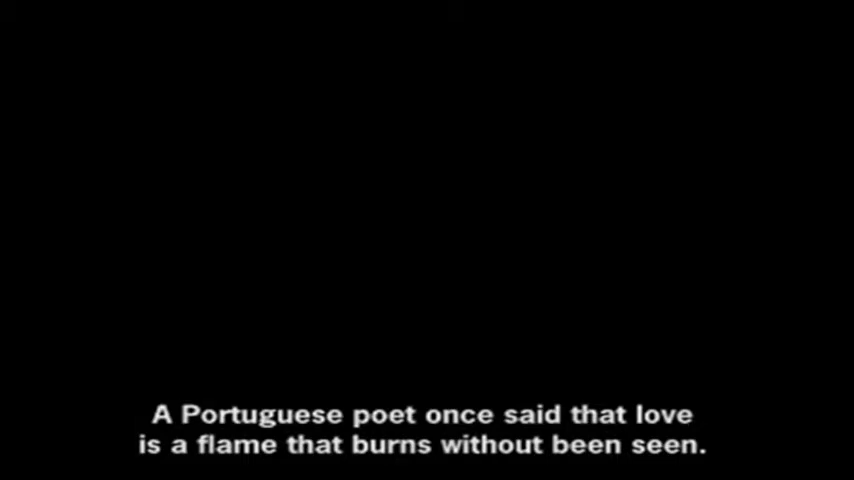 A Portuguese poet once said that love
is a flame that burns without been seen.